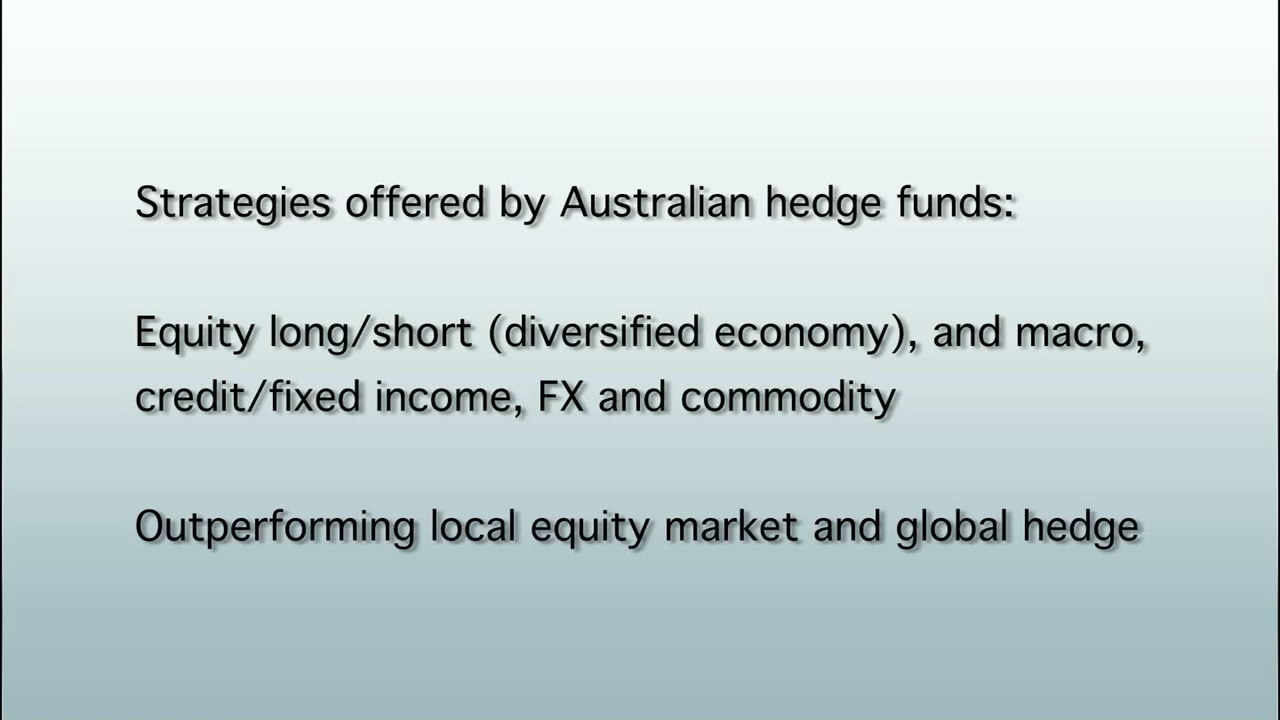 Strategies offered by Australian hedge funds:
Equity long/short (diversified economy), and macro,
credit/fixed income, FX and commodity
Outperforming local equity market and global hedge